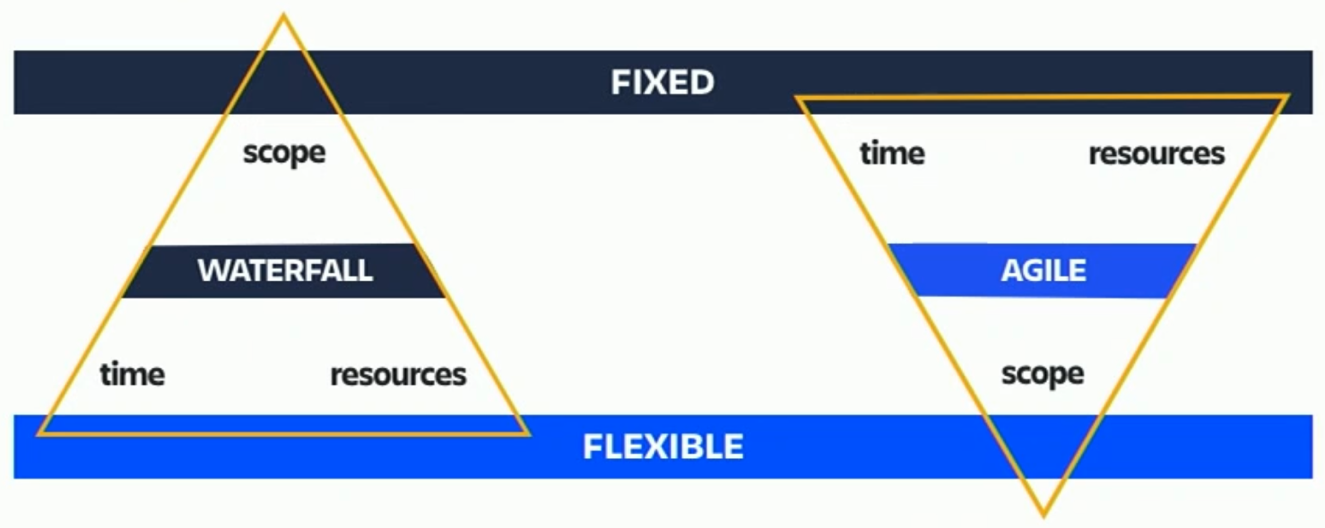 FIXED
scope
time
resources
WATERFALL
AGILE
time
resources
scope
FLEXIBLE